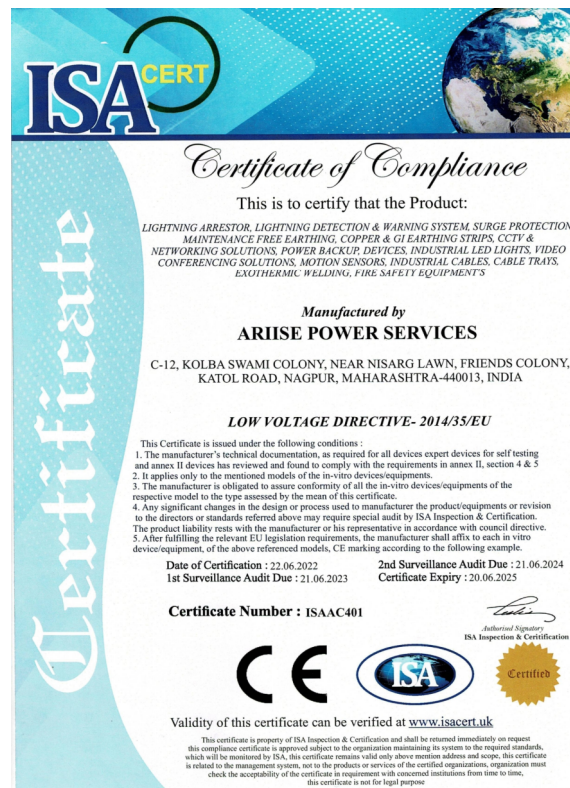 ISA CERT
Certificate of Compliance
This is to certify that the Product:
LIGHTNING ARRESTOR, LIGHTNING DETECTION & WARNING SYSTEM, SURGE PROTECTION
MAINTENANCE FREE EARTHING, COPPER & GI EARTHING STRIPS, CCTV &
NETWORKING SOLUTIONS, POWER BACKUP, DEVICES, INDUSTRIAL LED LIGHTS, VIDEO
CONFERENCING SOLUTIONS, MOTION SENSORS, INDUSTRIAL CABLES, CABLE TRAYS,
EXOTHERMIC WELDING, FIRE SAFETY EQUIPMENT'S
Manufactured by
ARIISE POWER SERVICES
C-12, KOLBA SWAMI COLONY, NEAR NISARG LAWN, FRIENDS COLONY,
KATOL ROAD, NAGPUR, MAHARASHTRA-440013, INDIA
LOW VOLTAGE DIRECTIVE- 2014/35/EU
This Certificate is issued under the following conditions :
1. The manufacturer's technical documentation, as required for all devices expert devices for self testing
and annex II devices has reviewed and found to comply with the requirements in annex II, section 4 & 5
2. It applies only to the mentioned models of the in-vitro devices/equipments.
3. The manufacturer is obligated to assure conformity of all the in-vitro devices/equipments of the
respective model to the type assessed by the mean of this certificate.
4. Any significant changes in the design or process used to manufacturer the product/equipments or revision
to the directors or standards referred above may require special audit by ISA Inspection & Certification.
The product liability rests with the manufacturer or his representative in accordance with council directive.
5. After fulfilling the relevant EU legislation requirements, the manufacturer shall affix to each in vitro
device/equipment, of the above referenced models, CE marking according to the following example.
Date of Certification : 22.06.2022 2nd Surveillance Audit Due : 21.06.2024
1st Surveillance Audit Due : 21.06.2023 Certificate Expiry : 20.06.2025
Certificate Number : ISAAC401
Authorised Signatory
ISA Inspection & Ceritification
CE
ISA
Certified
Validity of this certificate can be verified at www.isacert.uk
This certificate is property of ISA Inspection & Certification and shall be returned immediately on request
this compliance certificate is approved subject to the organization maintaining its system to the required standards,
which will be monitored by ISA, this certificate remains valid only above mention address and scope, this certificate
is related to the management system, not to the products or services of the certified organizations, organization must
check the acceptability of the certificate in requirement with concerned institutions from time to time,
this certificate is not for legal purpose
Certificate